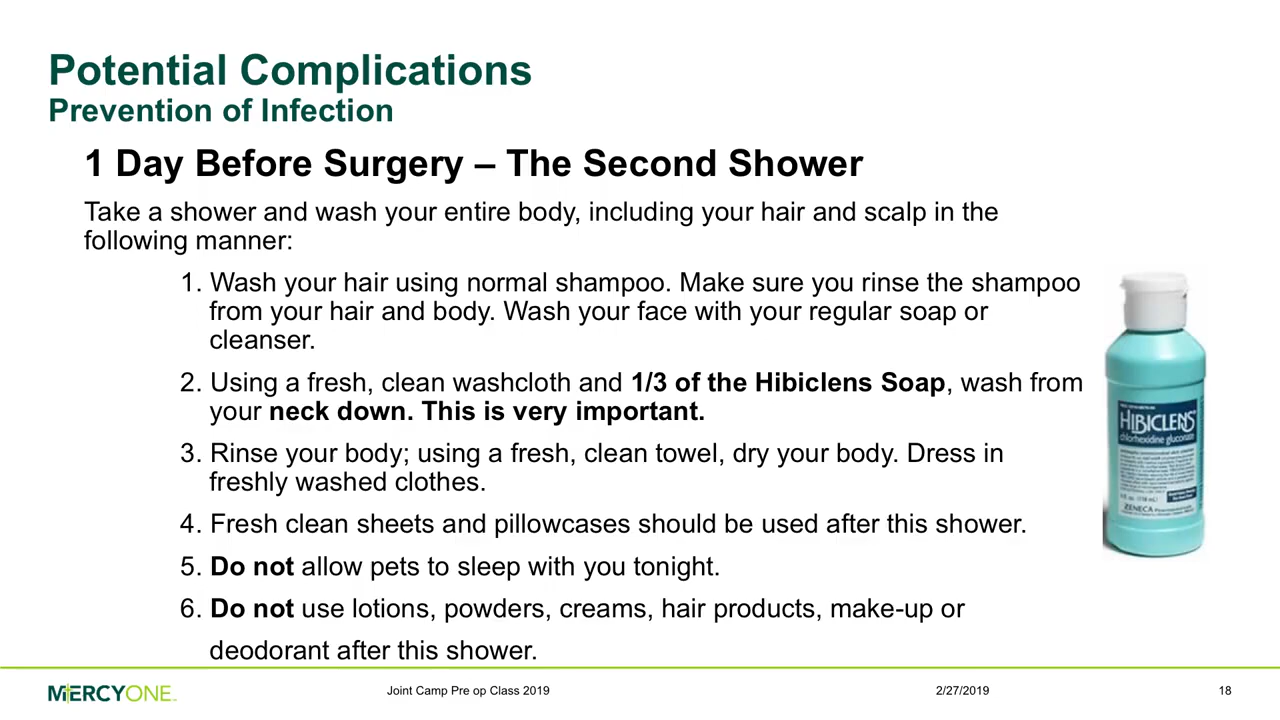 Potential Complications
Prevention of Infection
1 Day Before Surgery – The Second Shower
Take a shower and wash your entire body, including your hair and scalp in the
following manner:
1. Wash your hair using normal shampoo. Make sure you rinse the shampoo
from your hair and body. Wash your face with your regular soap or
cleanser.
2. Using a fresh, clean washcloth and 1/3 of the Hibiclens Soap, wash from
your neck down. This is very important.
3. Rinse your body; using a fresh, clean towel, dry your body. Dress in
freshly washed clothes.
4. Fresh clean sheets and pillowcases should be used after this shower.
5. Do not allow pets to sleep with you tonight.
6. Do not use lotions, powders, creams, hair products, make-up or
deodorant after this shower.
HIBICLENS
chlorhexidine gluconate
ZENECA
MERCYONE
Joint Camp Pre op Class 2019
2/27/2019
18